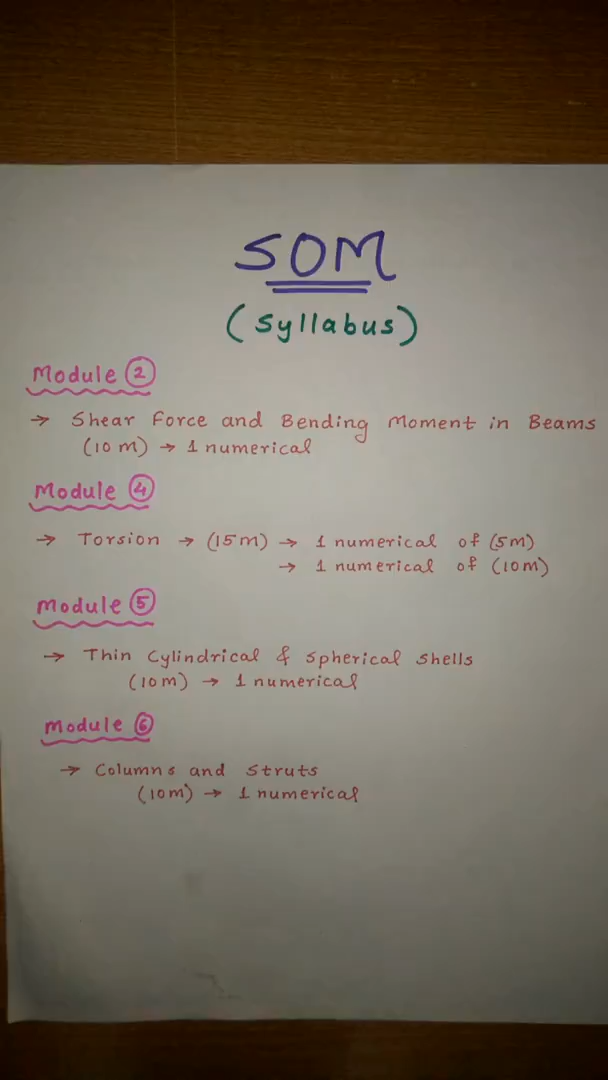 SOM
(Syllabus)
Module ②
→ Shear Force and Bending Moment in Beams
(10 m) → 1 numerical
Module ④
→ Torsion → (15m) → 1 numerical of (5m)
→ 1 numerical of (10m)
Module ⑤
→ Thin Cylindrical & Spherical Shells
(10m) → 1 numerical
Module ⑥
→ Columns and Struts
(10m) → 1 numerical